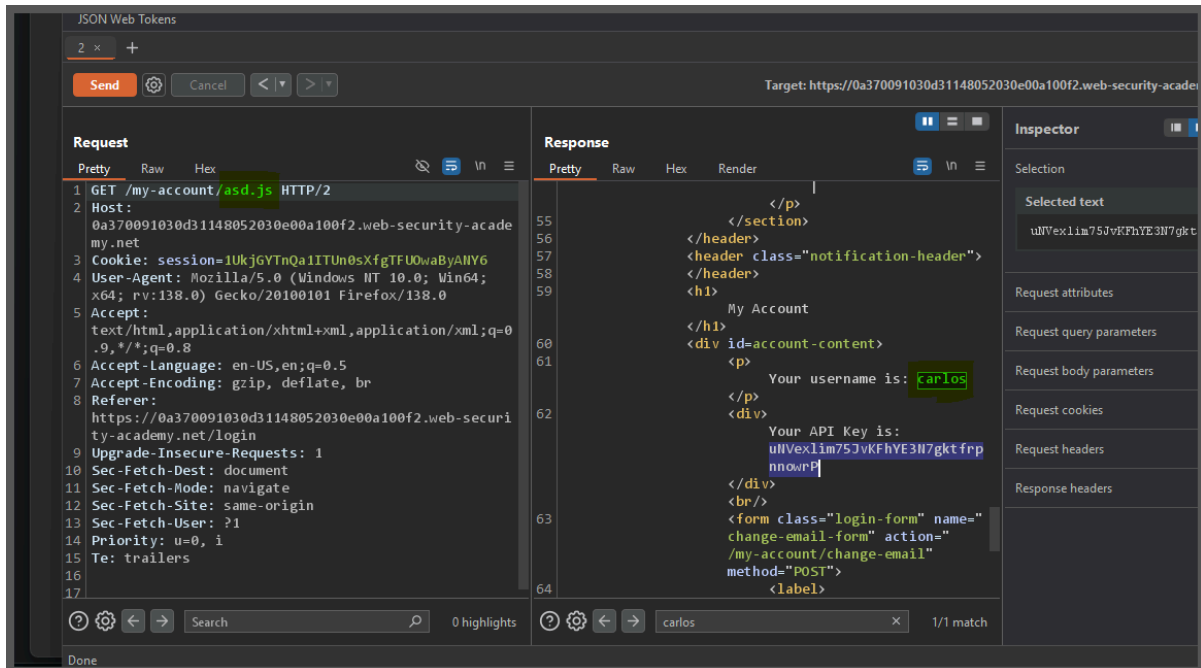 JSON Web Tokens
2 × +
Send Cancel < > Target: https://0a370091030d31148052030e00a100f2.web-security-acade
Request
Pretty Raw Hex \n
1 GET /my-account/asd.js HTTP/2
2 Host:
0a370091030d31148052030e00a100f2.web-security-acade
my.net
3 Cookie: session=1UkjGYTnQa1ITUn0sXfgTFUOwaByANY6
4 User-Agent: Mozilla/5.0 (Windows NT 10.0; Win64;
x64; rv:138.0) Gecko/20100101 Firefox/138.0
5 Accept:
text/html,application/xhtml+xml,application/xml;q=0
.9,*/*;q=0.8
6 Accept-Language: en-US,en;q=0.5
7 Accept-Encoding: gzip, deflate, br
8 Referer:
https://0a370091030d31148052030e00a100f2.web-securi
ty-academy.net/login
9 Upgrade-Insecure-Requests: 1
10 Sec-Fetch-Dest: document
11 Sec-Fetch-Mode: navigate
12 Sec-Fetch-Site: same-origin
13 Sec-Fetch-User: ?1
14 Priority: u=0, i
15 Te: trailers
16
17
Search 0 highlights
Response
Pretty Raw Hex Render \n
|
</p>
55 </section>
56 </header>
57 <header class="notification-header">
58 </header>
59 <h1>
My Account
</h1>
60 <div id=account-content>
61 <p>
Your username is: carlos
</p>
62 <div>
Your API Key is:
uNVexlim75JvKFhYE3N7gktfrp
nnowrP
</div>
<br/>
63 <form class="login-form" name="
change-email-form" action="
/my-account/change-email"
method="POST">
64 <label>
carlos × 1/1 match
Inspector
Selection
Selected text
uNVexlim75JvKFhYE3N7gkt
Request attributes
Request query parameters
Request body parameters
Request cookies
Request headers
Response headers
Done